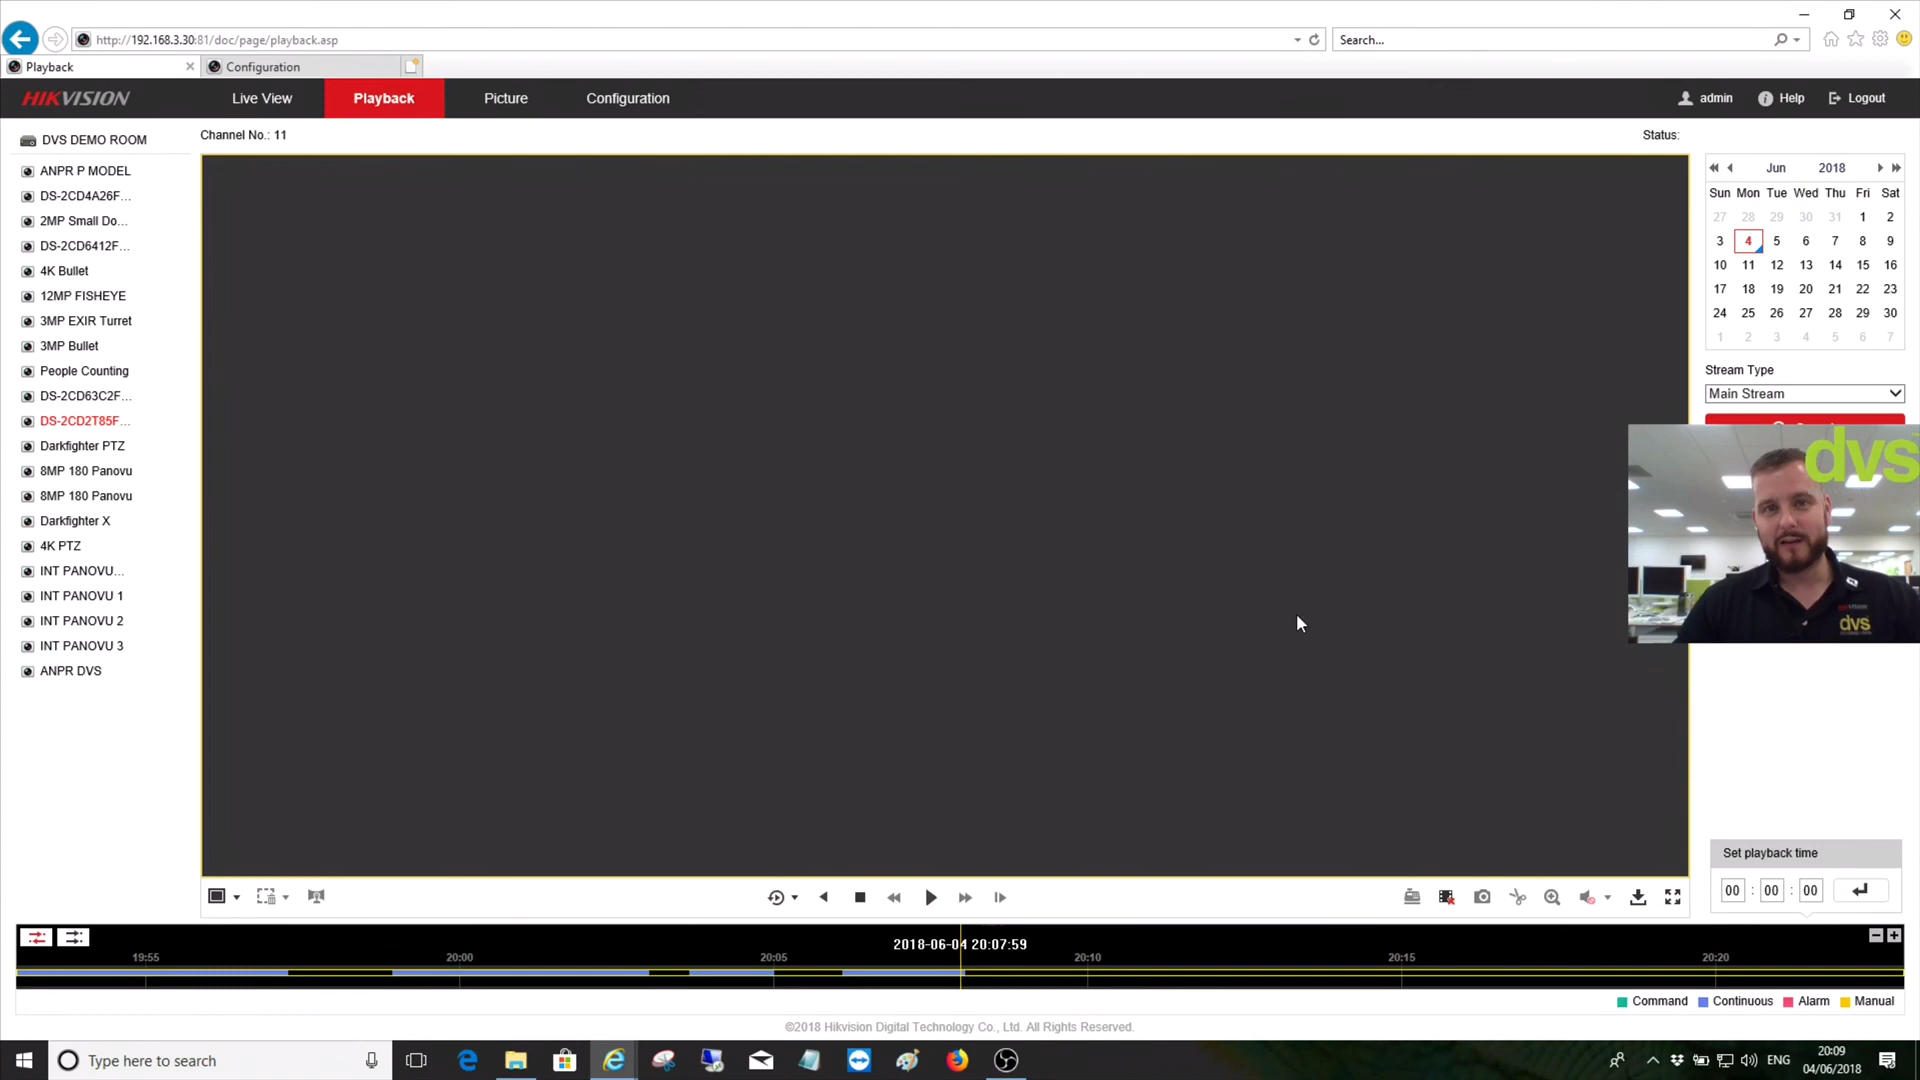 http://192.168.3.30:81/doc/page/playback.asp
Search...
Playback
Configuration
HIKVISION
Live View
Playback
Picture
Configuration
admin
Help
Logout
DVS DEMO ROOM
Channel No.: 11
Status:
ANPR P MODEL
DS-2CD4A26F...
2MP Small Do...
DS-2CD6412F...
4K Bullet
12MP FISHEYE
3MP EXIR Turret
3MP Bullet
People Counting
DS-2CD63C2F...
DS-2CD2T85F...
Darkfighter PTZ
8MP 180 Panovu
8MP 180 Panovu
Darkfighter X
4K PTZ
INT PANOVU...
INT PANOVU 1
INT PANOVU 2
INT PANOVU 3
ANPR DVS
Jun 2018
Sun Mon Tue Wed Thu Fri Sat
27 28 29 30 31 1 2
3 4 5 6 7 8 9
10 11 12 13 14 15 16
17 18 19 20 21 22 23
24 25 26 27 28 29 30
1 2 3 4 5 6 7
Stream Type
Main Stream
dvs
HIKVISION
dvs
Set playback time
00 : 00 : 00
2018-06-04 20:07:59
19:55 20:00 20:05 20:10 20:15 20:20
Command Continuous Alarm Manual
©2018 Hikvision Digital Technology Co., Ltd. All Rights Reserved.
Type here to search
ENG
20:09
04/06/2018